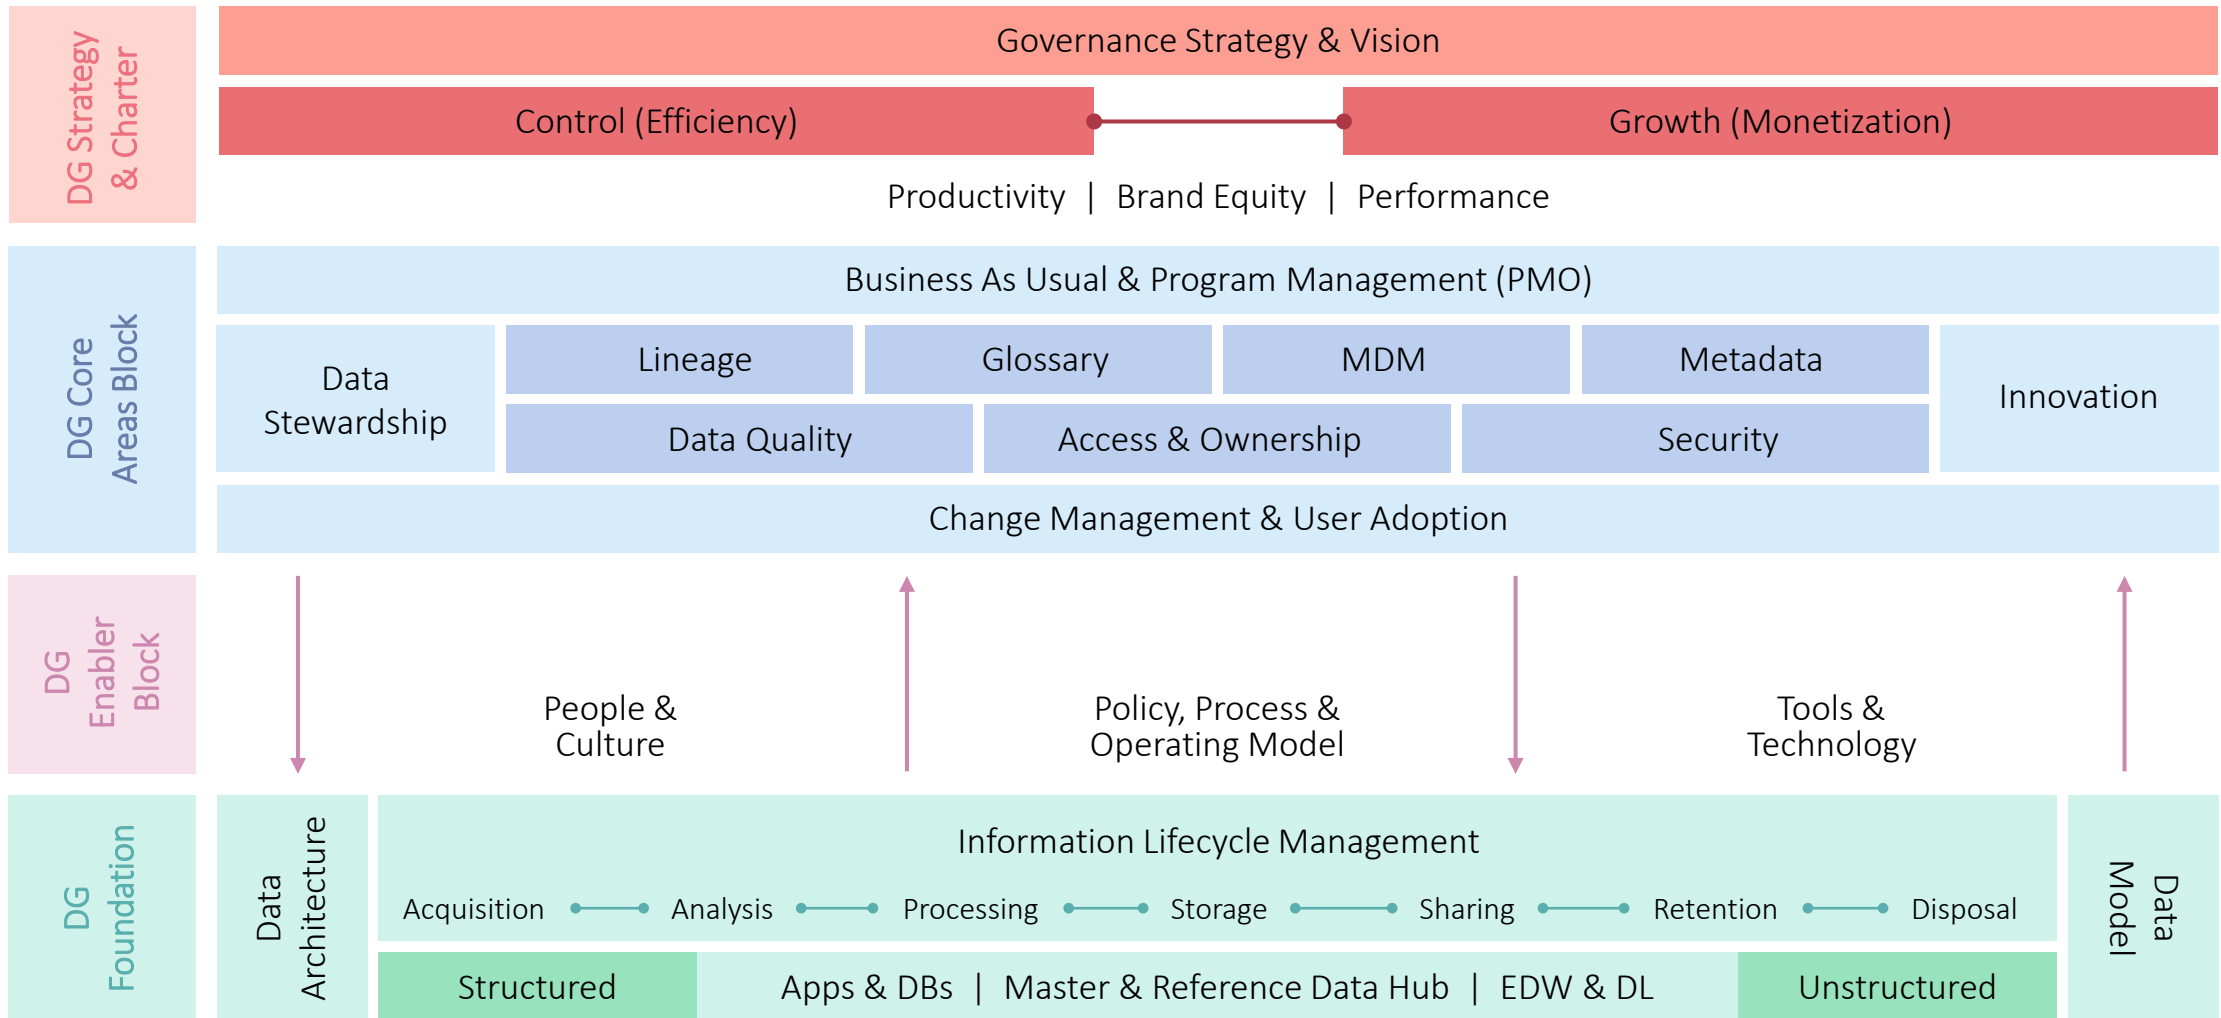 DG Strategy
& Charter
Governance Strategy & Vision
Control (Efficiency)
Growth (Monetization)
Productivity | Brand Equity | Performance
DG Core
Areas Block
Business As Usual & Program Management (PMO)
Data
Stewardship
Lineage
Glossary
MDM
Metadata
Data Quality
Access & Ownership
Security
Innovation
Change Management & User Adoption
DG
Enabler
Block
People &
Culture
Policy, Process &
Operating Model
Tools &
Technology
DG
Foundation
Data
Architecture
Information Lifecycle Management
Acquisition
Analysis
Processing
Storage
Sharing
Retention
Disposal
Structured
Apps & DBs | Master & Reference Data Hub | EDW & DL
Unstructured
Data
Model